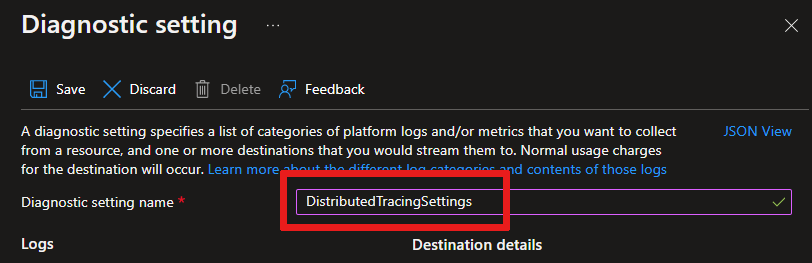 Diagnostic setting ...
Save Discard Delete Feedback
A diagnostic setting specifies a list of categories of platform logs and/or metrics that you want to collect JSON View
from a resource, and one or more destinations that you would stream them to. Normal usage charges
for the destination will occur. Learn more about the different log categories and contents of those logs
Diagnostic setting name * DistributedTracingSettings
Logs Destination details